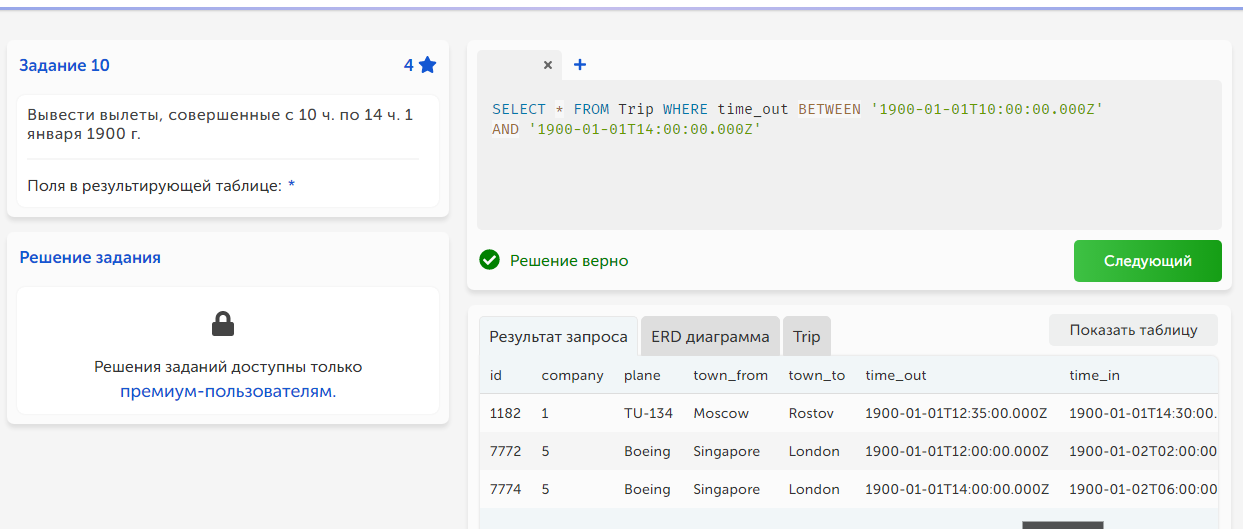 Задание 10
4
Вывести вылеты, совершенные с 10 ч. по 14 ч. 1
января 1900 г.
Поля в результирующей таблице: *
Решение задания
Решения заданий доступны только
премиум-пользователям.
× +
SELECT * FROM Trip WHERE time_out BETWEEN '1900-01-01T10:00:00.000Z'
AND '1900-01-01T14:00:00.000Z'
Решение верно
Следующий
Результат запроса ERD диаграмма Trip Показать таблицу
id company plane town_from town_to time_out time_in
1182 1 TU-134 Moscow Rostov 1900-01-01T12:35:00.000Z 1900-01-01T14:30:00.
7772 5 Boeing Singapore London 1900-01-01T12:00:00.000Z 1900-01-02T02:00:00
7774 5 Boeing Singapore London 1900-01-01T14:00:00.000Z 1900-01-02T06:00:00